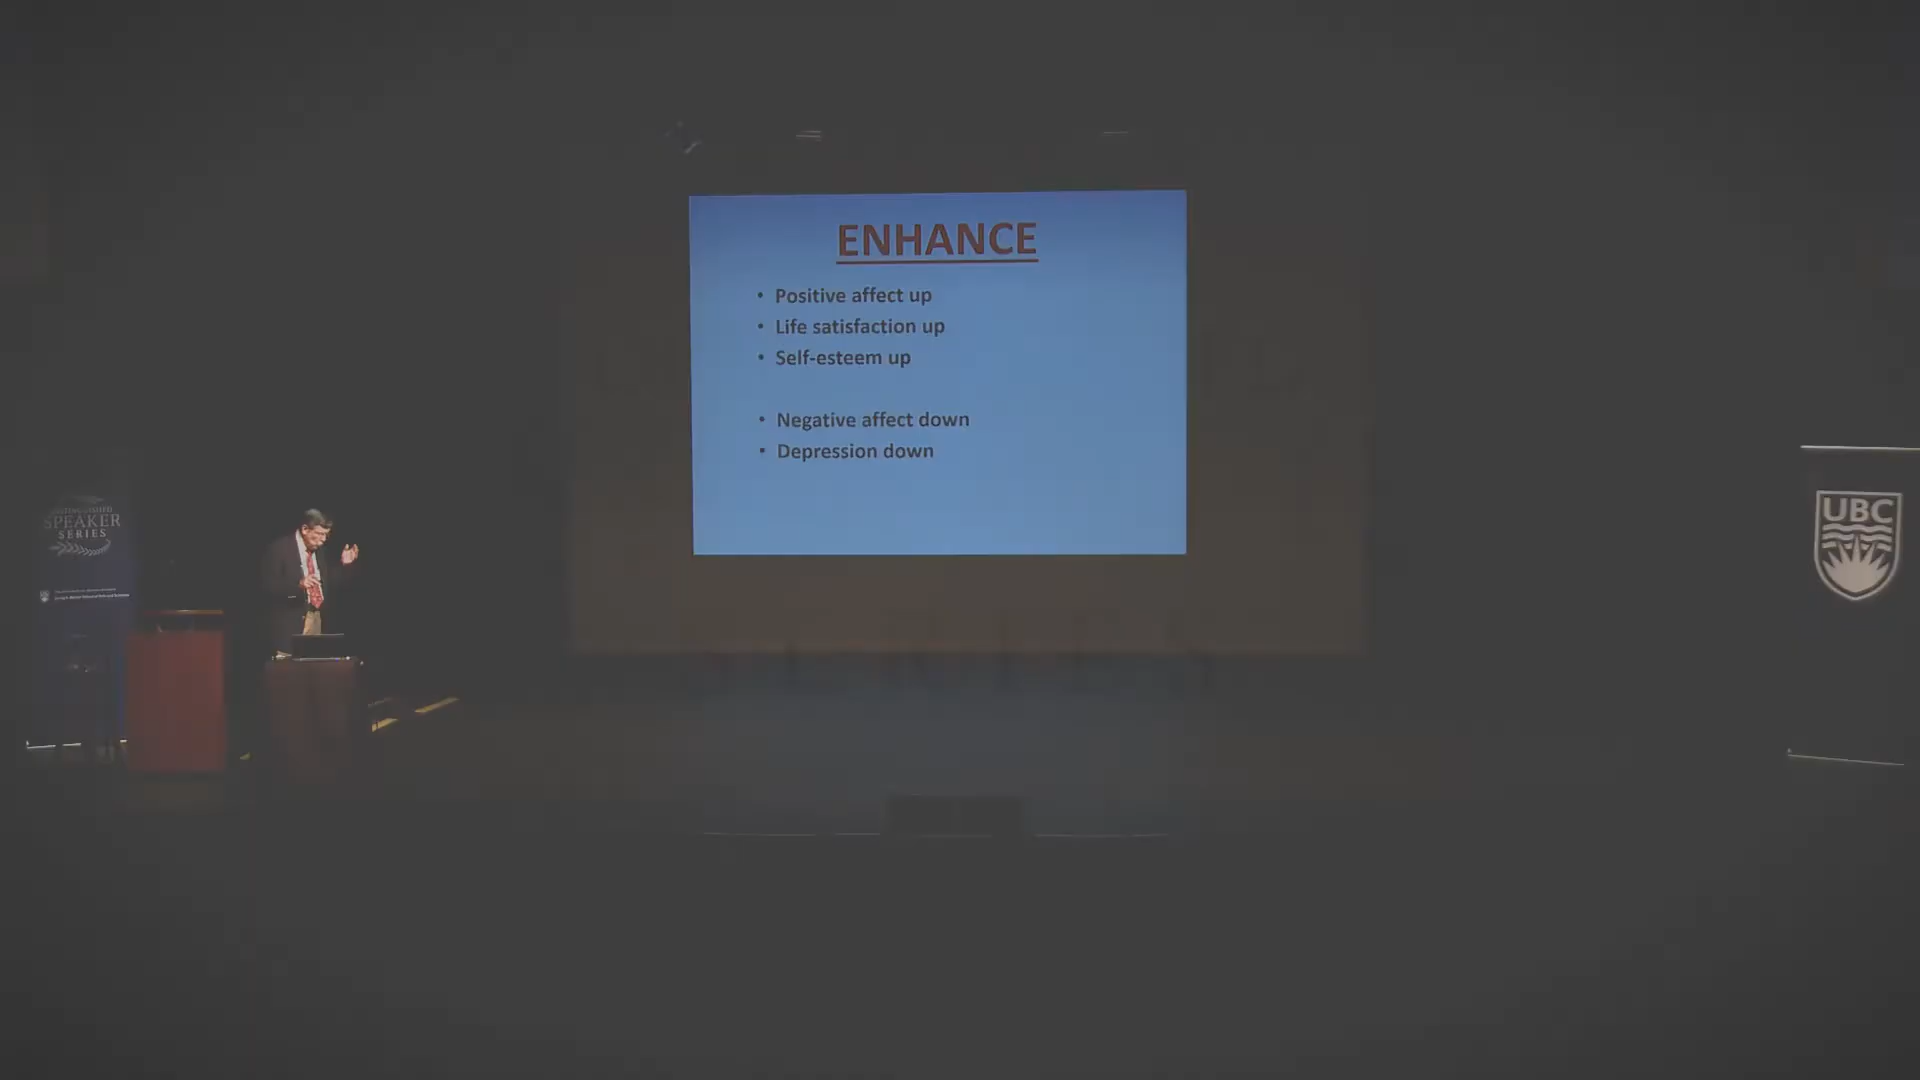 ENHANCE
• Positive affect up
• Life satisfaction up
• Self-esteem up
• Negative affect down
• Depression down
SPEAKER
SERIES
UBC